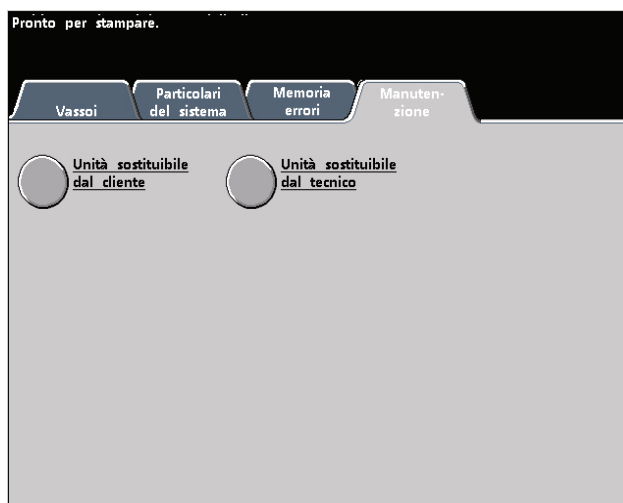 Pronto per stampare.
Vassoi
Particolari
del sistema
Memoria
errori
Manuten-
zione
Unità sostituibile
dal cliente
Unità sostituibile
dal tecnico